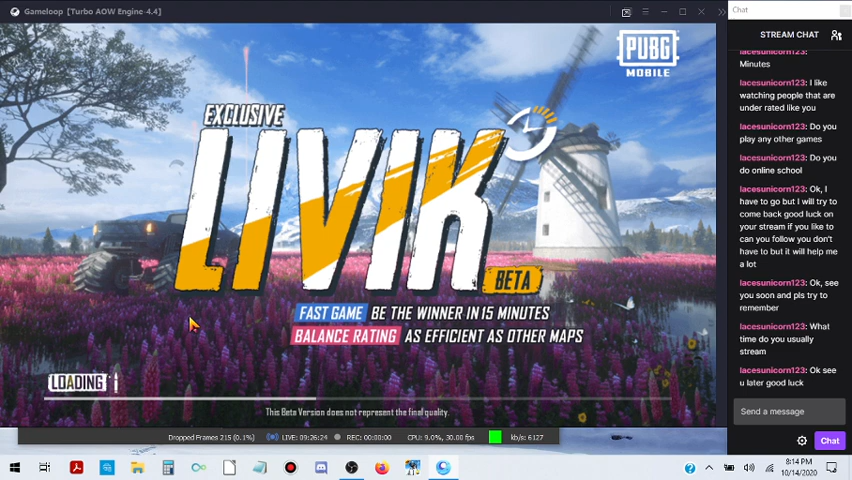 Gameloop [Turbo AOW Engine-4.4]
PUBG
MOBILE
EXCLUSIVE
LIVIK
BETA
FAST GAME BE THE WINNER IN 15 MINUTES
BALANCE RATING AS EFFICIENT AS OTHER MAPS
LOADING
This Beta Version does not represent the final quality.
Dropped Frames 215 (0.1%) LIVE: 09:26:24 REC: 00:00:00 CPU: 9.0%, 30.00 fps kb/s: 6127
Chat
STREAM CHAT
lacesunicorn123:
Minutes
lacesunicorn123: I like
watching people that are
under rated like you
lacesunicorn123: Do you
play any other games
lacesunicorn123: Do you
do online school
lacesunicorn123: Ok, I
have to go but I will try to
come back good luck on
your stream if you like to
can you follow you don't
have to but it will help me
a lot
lacesunicorn123: Ok, see
you soon and pls try to
remember
lacesunicorn123: What
time do you usually
stream
lacesunicorn123: Ok see
u later good luck
Send a message
Chat
8:14 PM
10/14/2020